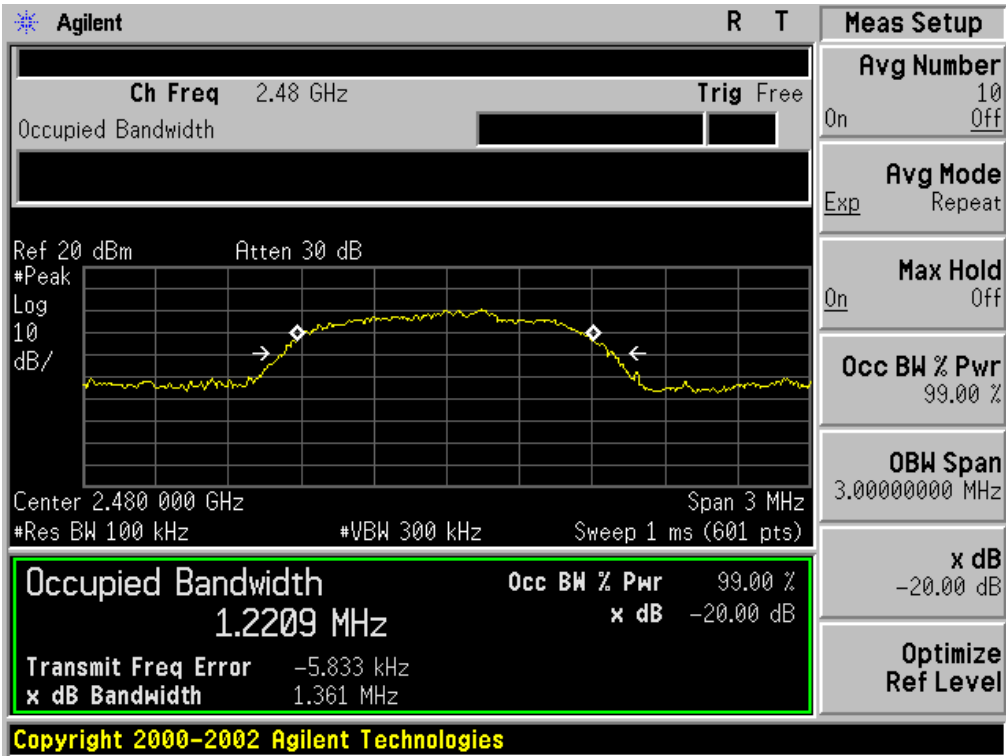 Agilent R T
Ch Freq 2.48 GHz Trig Free
Occupied Bandwidth
Ref 20 dBm Atten 30 dB
#Peak
Log
10
dB/
Center 2.480 000 GHz Span 3 MHz
#Res BW 100 kHz #VBW 300 kHz Sweep 1 ms (601 pts)
Occupied Bandwidth Occ BW % Pwr 99.00 %
1.2209 MHz x dB -20.00 dB
Transmit Freq Error -5.833 kHz
x dB Bandwidth 1.361 MHz
Copyright 2000-2002 Agilent Technologies
Meas Setup
Avg Number
10
On Off
Avg Mode
Exp Repeat
Max Hold
On Off
Occ BW % Pwr
99.00 %
OBW Span
3.00000000 MHz
x dB
-20.00 dB
Optimize
Ref Level